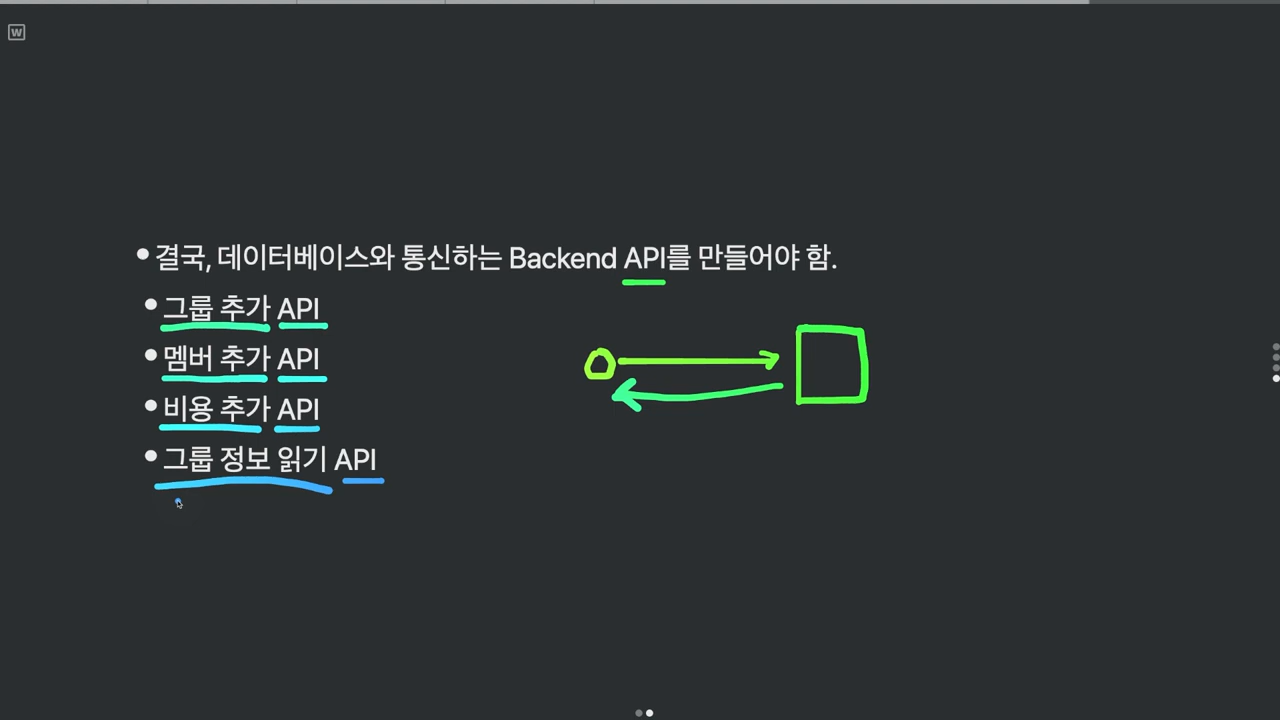 W
• 결국, 데이터베이스와 통신하는 Backend API를 만들어야 함.
• 그룹 추가 API
• 멤버 추가 API
• 비용 추가 API
• 그룹 정보 읽기 API